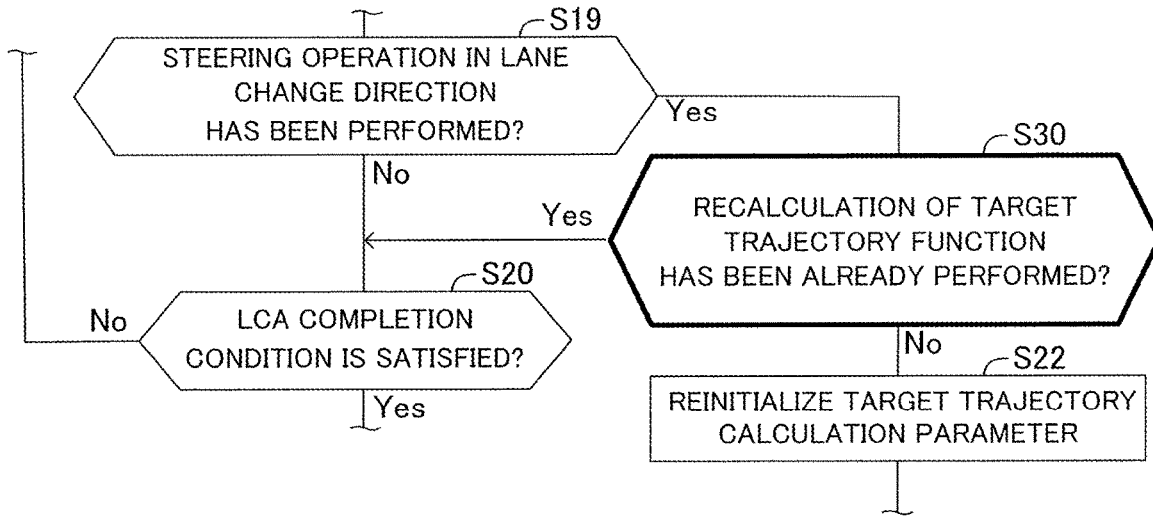 S19
STEERING OPERATION IN LANE
CHANGE DIRECTION
HAS BEEN PERFORMED?
Yes
No
S30
RECALCULATION OF TARGET
TRAJECTORY FUNCTION
HAS BEEN ALREADY PERFORMED?
Yes
No
S20
LCA COMPLETION
CONDITION IS SATISFIED?
No
Yes
S22
REINITIALIZE TARGET TRAJECTORY
CALCULATION PARAMETER